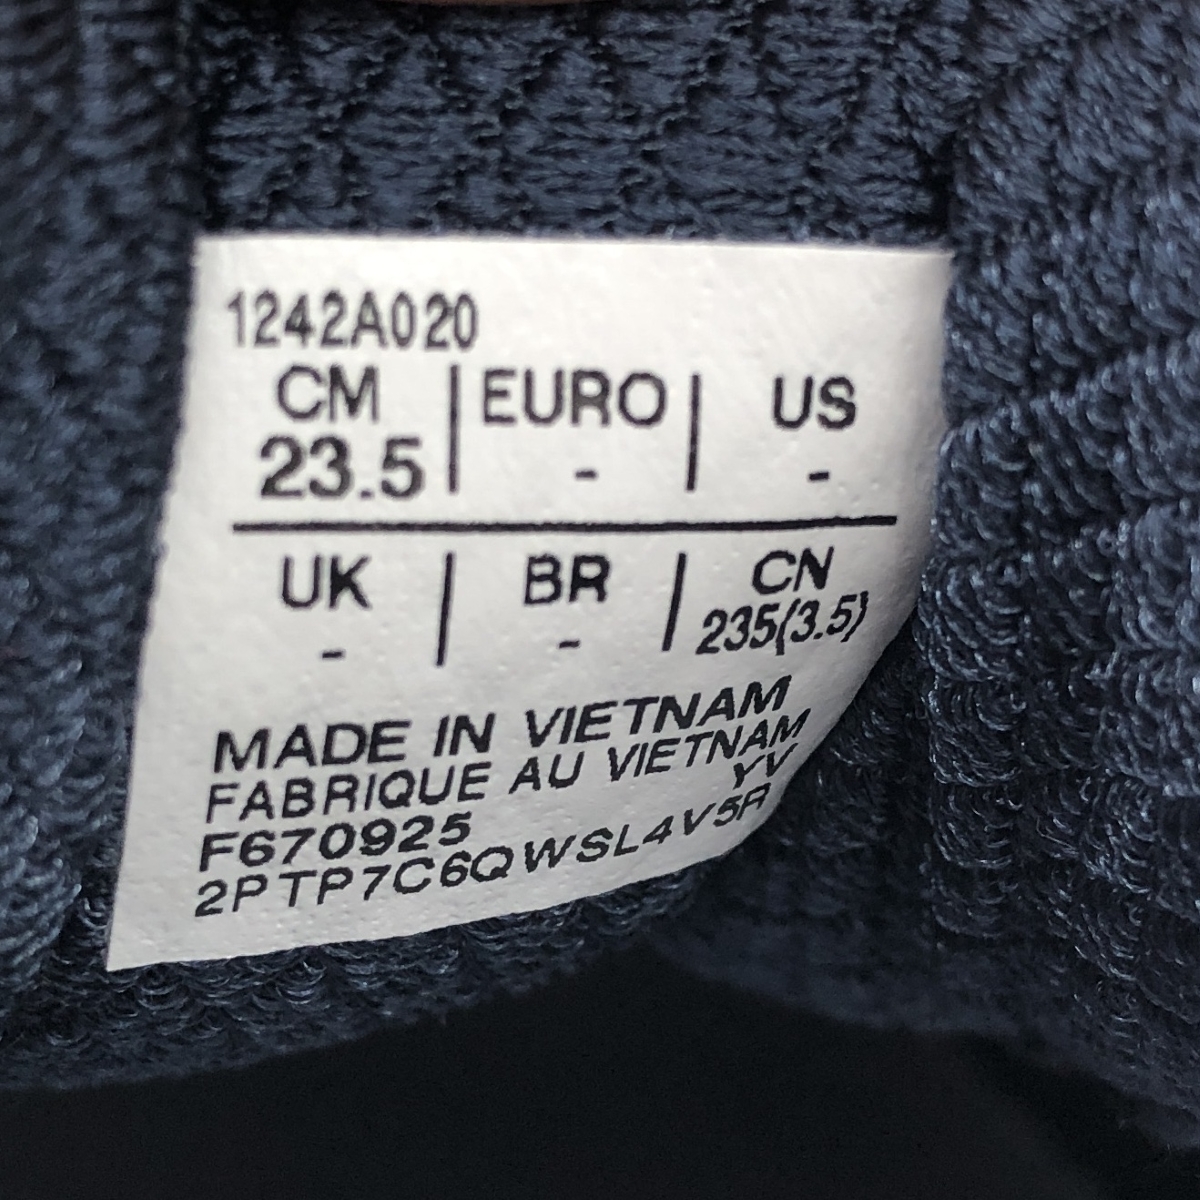 1242A020
CM | EURO | US
23.5 | - | -
UK | BR | CN
- | - | 235(3.5)
MADE IN VIETNAM
FABRIQUE AU VIETNAM
YV
F670925
2PTP7C6QWSL4V5R